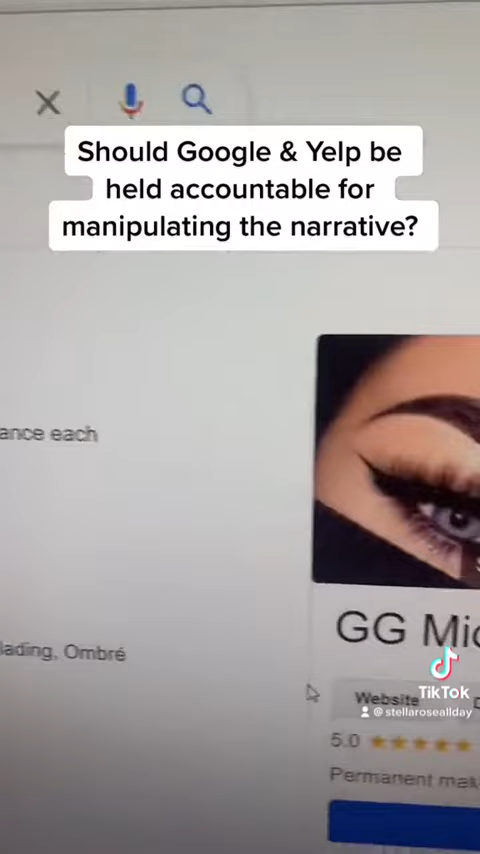 Should Google & Yelp be
held accountable for
manipulating the narrative?
ance each
GG Mic
lading, Ombré
TikTok
Website
@stellaroseallday
5.0
Permanent mak